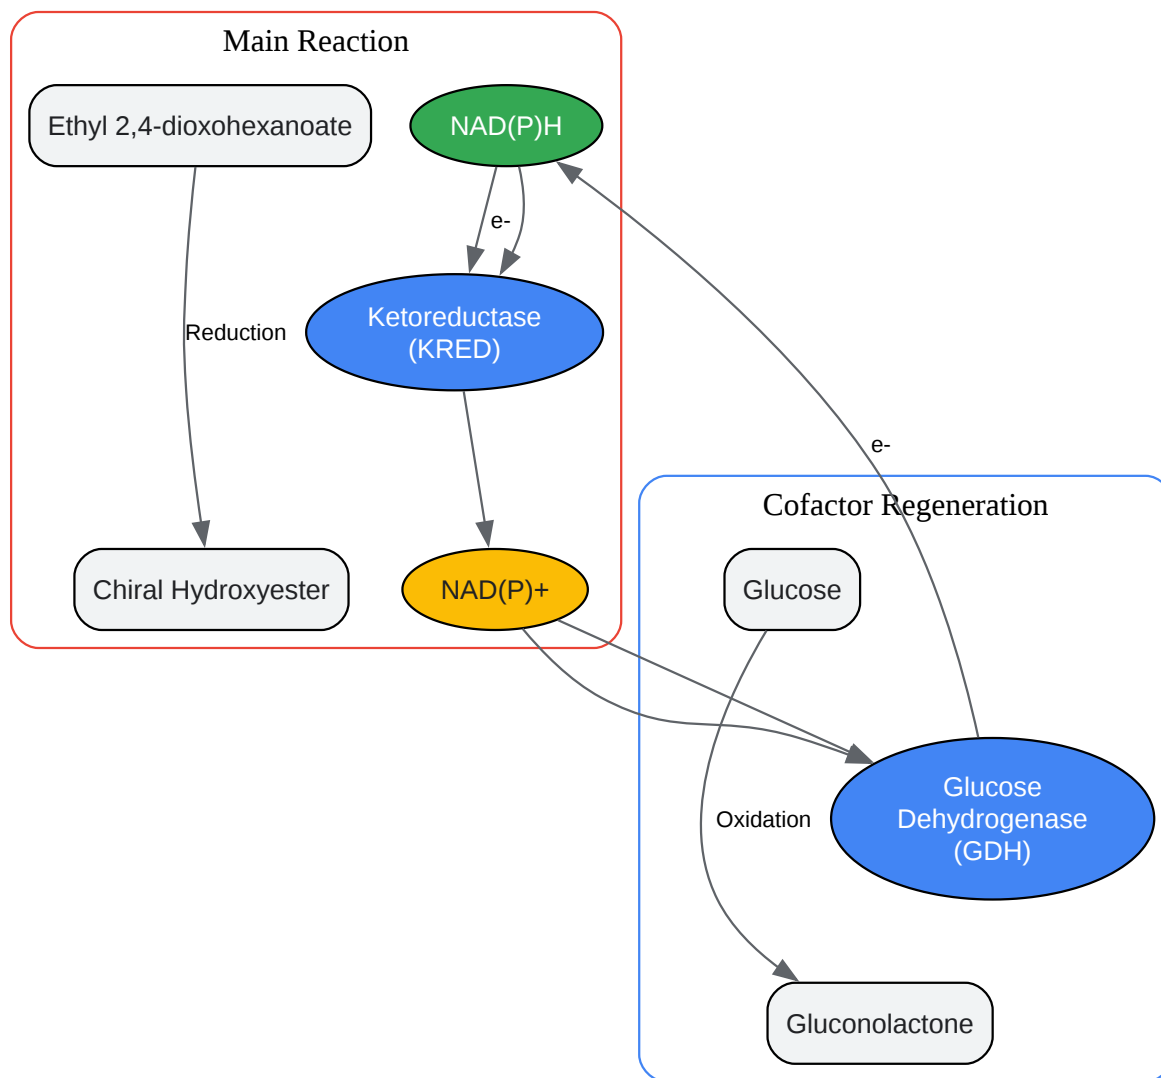 Main Reaction
Ethyl 2,4-dioxohexanoate
NAD(P)H
e-
Ketoreductase
(KRED)
Reduction
e-
Cofactor Regeneration
Chiral Hydroxyester
NAD(P)+
Glucose
Glucose
Dehydrogenase
(GDH)
Oxidation
Gluconolactone